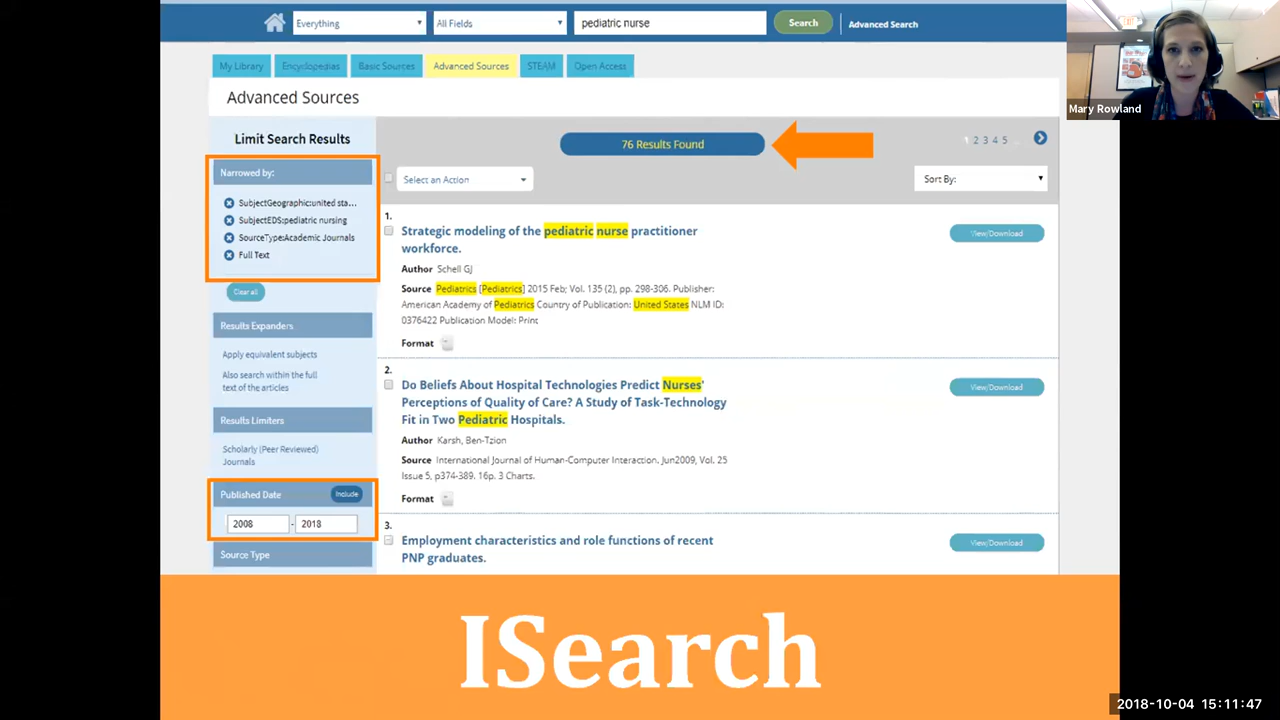 Everything
All Fields
pediatric nurse
Search
Advanced Search
EXIT
My Library
Encyclopedias
Basic Sources
Advanced Sources
STEAM
Open Access
Mary Rowland
Advanced Sources
Limit Search Results
76 Results Found
1 2 3 4 5 ...
Narrowed by:
Select an Action
Sort By:
SubjectGeographic:united sta...
SubjectEDS:pediatric nursing
SourceType:Academic Journals
Full Text
Clear all
Results Expanders
Apply equivalent subjects
Also search within the full
text of the articles
Results Limiters
Scholarly (Peer Reviewed)
Journals
Published Date
Include
2008 - 2018
Source Type
1.
Strategic modeling of the pediatric nurse practitioner
workforce.
View/Download
Author Schell GJ
Source Pediatrics [Pediatrics] 2015 Feb; Vol. 135 (2), pp. 298-306. Publisher:
American Academy of Pediatrics Country of Publication: United States NLM ID:
0376422 Publication Model: Print
Format
2.
Do Beliefs About Hospital Technologies Predict Nurses'
Perceptions of Quality of Care? A Study of Task-Technology
Fit in Two Pediatric Hospitals.
View/Download
Author Karsh, Ben-Tzion
Source International Journal of Human-Computer Interaction. Jun2009, Vol. 25
Issue 5, p374-389. 16p. 3 Charts.
Format
3.
Employment characteristics and role functions of recent
PNP graduates.
View/Download
ISearch
2018-10-04 15:11:47